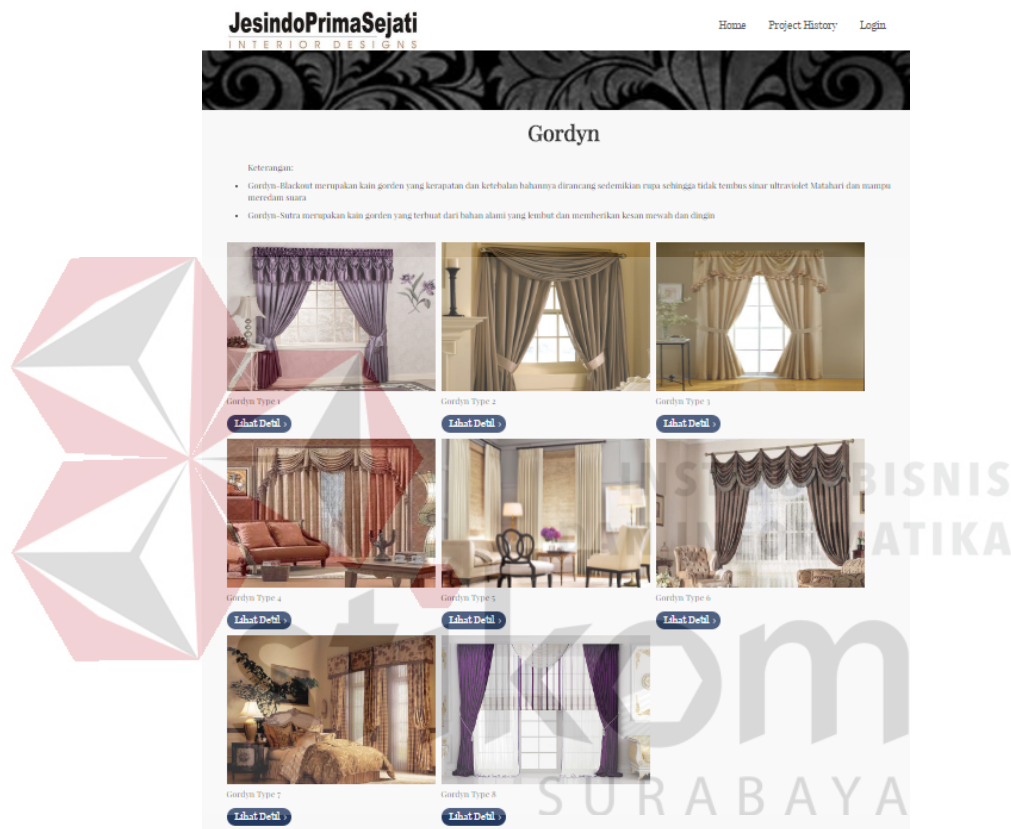 JesindoPrimaSejati
INTERIOR DESIGNS
Home Project History Login
Gordyn
Keterangan:
• Gordyn-Blackout merupakan kain gorden yang kerapatan dan ketebalan bahannya dirancang sedemikian rupa sehingga tidak tembus sinar ultraviolet Matahari dan mampu
meredam suara
• Gordyn-Sutra merupakan kain gorden yang terbuat dari bahan alami yang lembut dan memberikan kesan mewah dan dingin
Gordyn Type 1 Gordyn Type 2 Gordyn Type 3
Lihat Detil › Lihat Detil › Lihat Detil ›
BISNIS
INFORMATIKA
Gordyn Type 4 Gordyn Type 5 Gordyn Type 6
Lihat Detil › Lihat Detil › Lihat Detil ›
stikom
Gordyn Type 7 Gordyn Type 8
SURABAYA
Lihat Detil › Lihat Detil ›